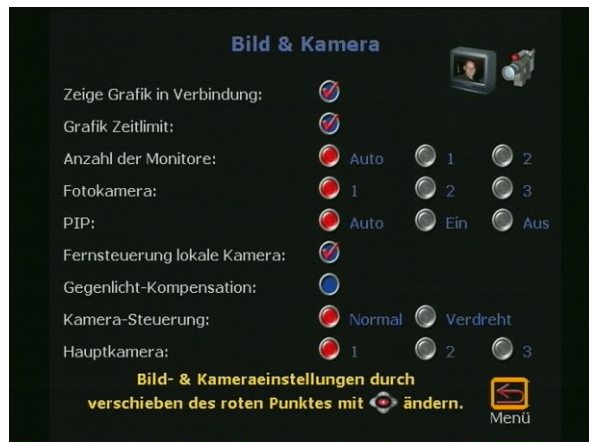 Bild & Kamera
Zeige Grafik in Verbindung:
Grafik Zeitlimit:
Anzahl der Monitore: Auto 1 2
Fotokamera: 1 2 3
PIP: Auto Ein Aus
Fernsteuerung lokale Kamera:
Gegenlicht-Kompensation:
Kamera-Steuerung: Normal Verdreht
Hauptkamera: 1 2 3
Bild- & Kameraeinstellungen durch
verschieben des roten Punktes mit ändern.
Menü